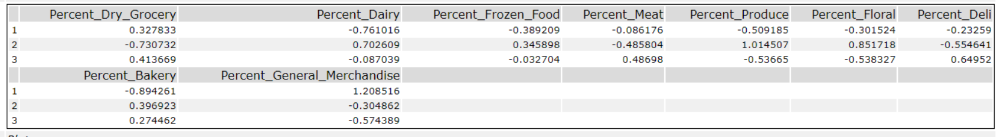 Percent_Dry_Grocery Percent_Dairy Percent_Frozen_Food Percent_Meat Percent_Produce Percent_Floral Percent_Deli
1 0.327833 -0.761016 -0.389209 -0.086176 -0.509185 -0.301524 -0.23259
2 -0.730732 0.702609 0.345898 -0.485804 1.014507 0.851718 -0.554641
3 0.413669 -0.087039 -0.032704 0.48698 -0.53665 -0.538327 0.64952
Percent_Bakery Percent_General_Merchandise
1 -0.894261 1.208516
2 0.396923 -0.304862
3 0.274462 -0.574389